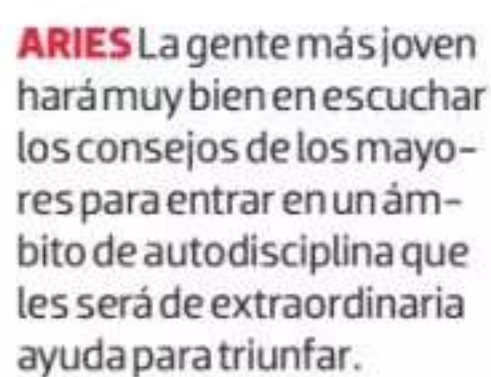 ARIES La gente más joven
hará muy bien en escuchar
los consejos de los mayo-
res para entrar en un ám-
bito de autodisciplina que
les será de extraordinaria
ayuda para triunfar.